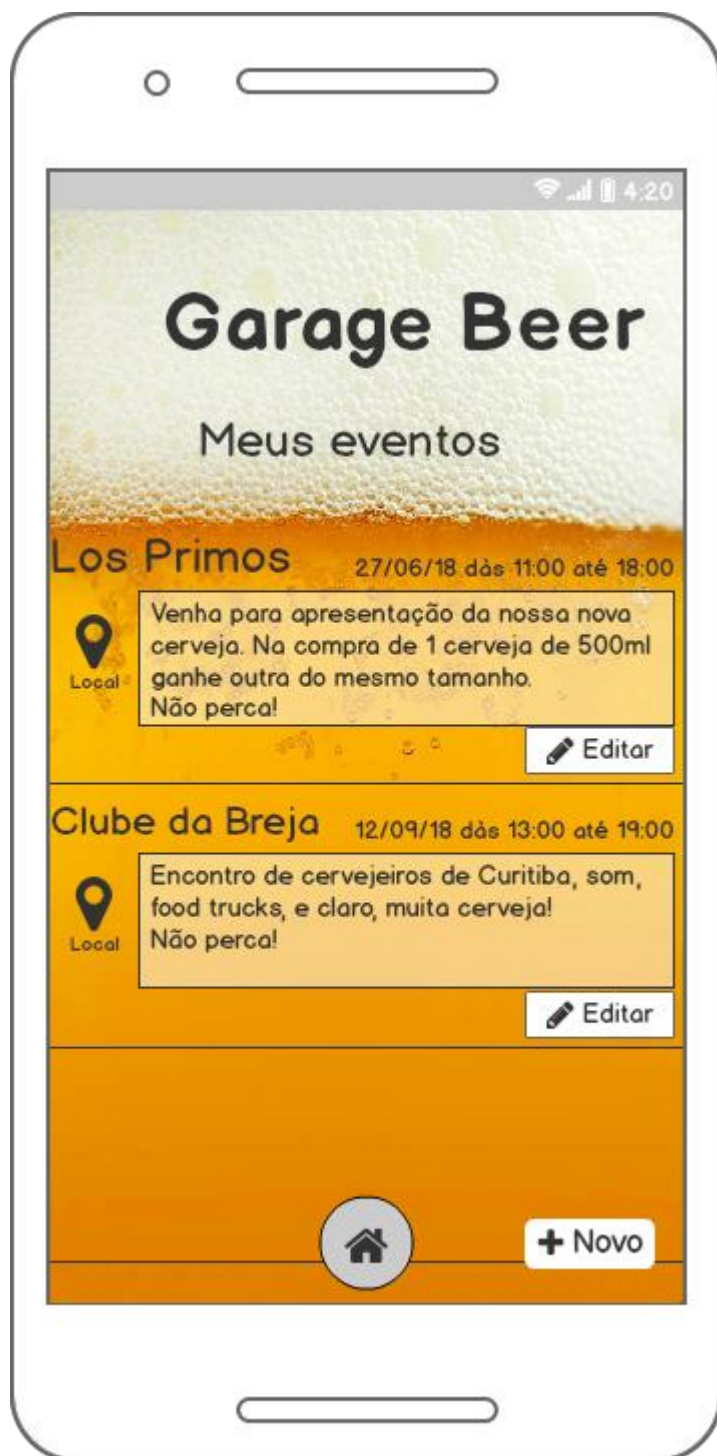 4:20
Garage Beer
Meus eventos
Los Primos
27/06/18 dàs 11:00 até 18:00
Venha para apresentação da nossa nova
cerveja. Na compra de 1 cerveja de 500ml
ganhe outra do mesmo tamanho.
Não perca!
Local
Editar
Clube da Breja
12/09/18 dàs 13:00 até 19:00
Encontro de cervejeiros de Curitiba, som,
food trucks, e claro, muita cerveja!
Não perca!
Local
Editar
+ Novo